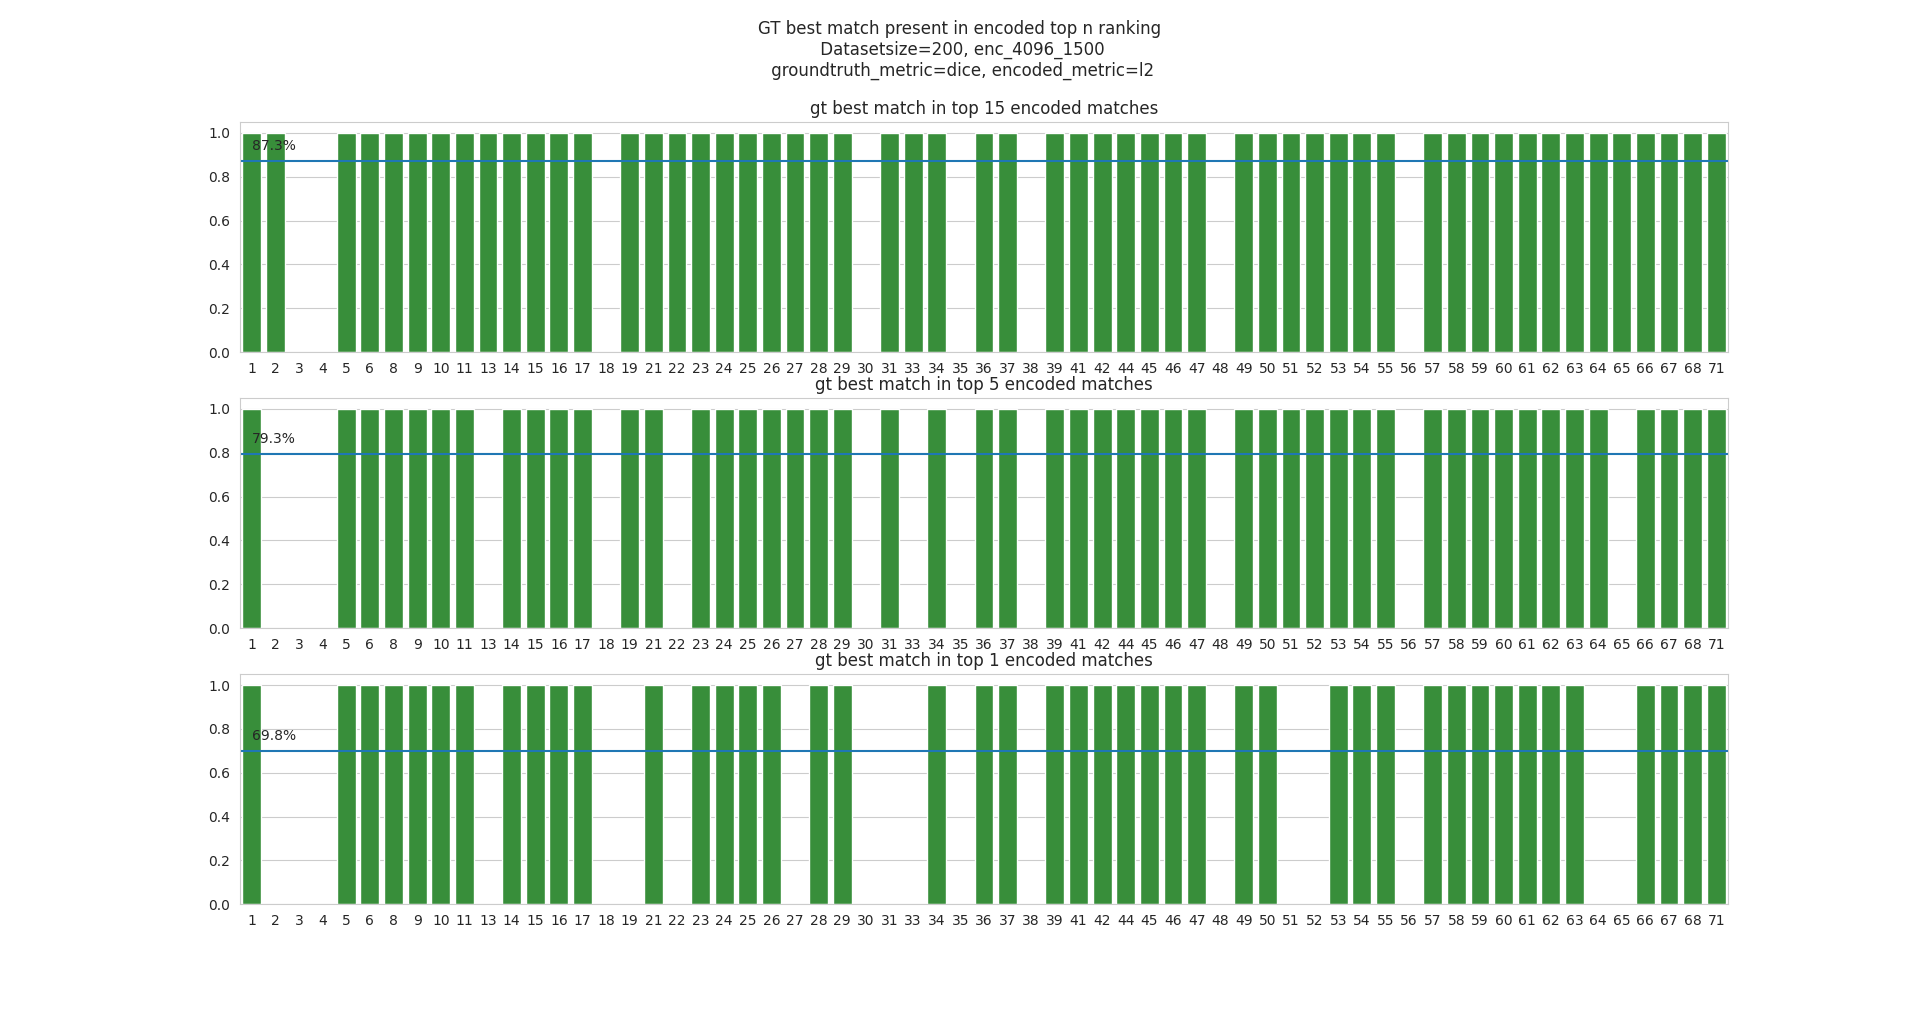 GT best match present in encoded top n ranking
Datasetsize=200, enc_4096_1500
groundtruth_metric=dice, encoded_metric=l2
gt best match in top 15 encoded matches
1.0
87.3%
0.8
0.6
0.4
0.2
0.0
1 2 3 4 5 6 8 9 10 11 13 14 15 16 17 18 19 21 22 23 24 25 26 27 28 29 30 31 33 34 35 36 37 38 39 41 42 44 45 46 47 48 49 50 51 52 53 54 55 56 57 58 59 60 61 62 63 64 65 66 67 68 71
gt best match in top 5 encoded matches
1.0
79.3%
0.8
0.6
0.4
0.2
0.0
1 2 3 4 5 6 8 9 10 11 13 14 15 16 17 18 19 21 22 23 24 25 26 27 28 29 30 31 33 34 35 36 37 38 39 41 42 44 45 46 47 48 49 50 51 52 53 54 55 56 57 58 59 60 61 62 63 64 65 66 67 68 71
gt best match in top 1 encoded matches
1.0
0.8
69.8%
0.6
0.4
0.2
0.0
1 2 3 4 5 6 8 9 10 11 13 14 15 16 17 18 19 21 22 23 24 25 26 27 28 29 30 31 33 34 35 36 37 38 39 41 42 44 45 46 47 48 49 50 51 52 53 54 55 56 57 58 59 60 61 62 63 64 65 66 67 68 71